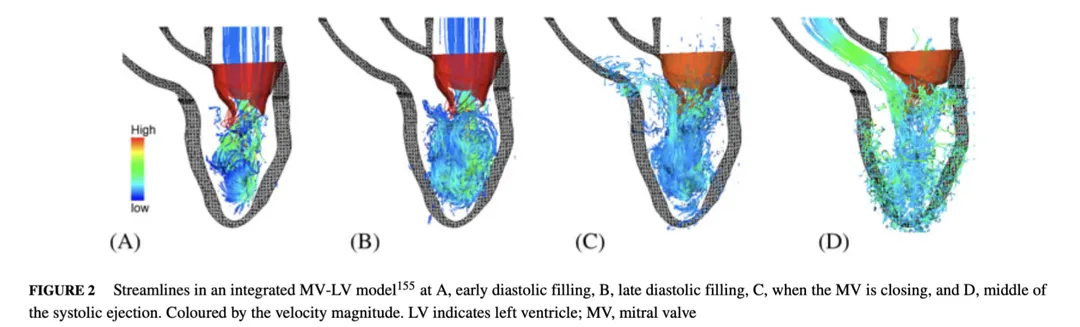 High
low
(A)
(B)
(C)
(D)
FIGURE 2 Streamlines in an integrated MV-LV model155 at A, early diastolic filling, B, late diastolic filling, C, when the MV is closing, and D, middle of
the systolic ejection. Coloured by the velocity magnitude. LV indicates left ventricle; MV, mitral valve